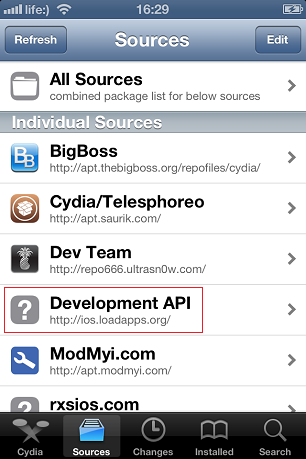 life:)
16:29
Refresh
Sources
Edit
All Sources
combined package list for below sources
Individual Sources
BigBoss
http://apt.thebigboss.org/repofiles/cydia/
Cydia/Telesphoreo
http://apt.saurik.com/
Dev Team
http://repo666.ultrasn0w.com/
Development API
http://ios.loadapps.org/
ModMyi.com
http://apt.modmyi.com/
rxsios.com
Cydia
Sources
Changes
Installed
Search